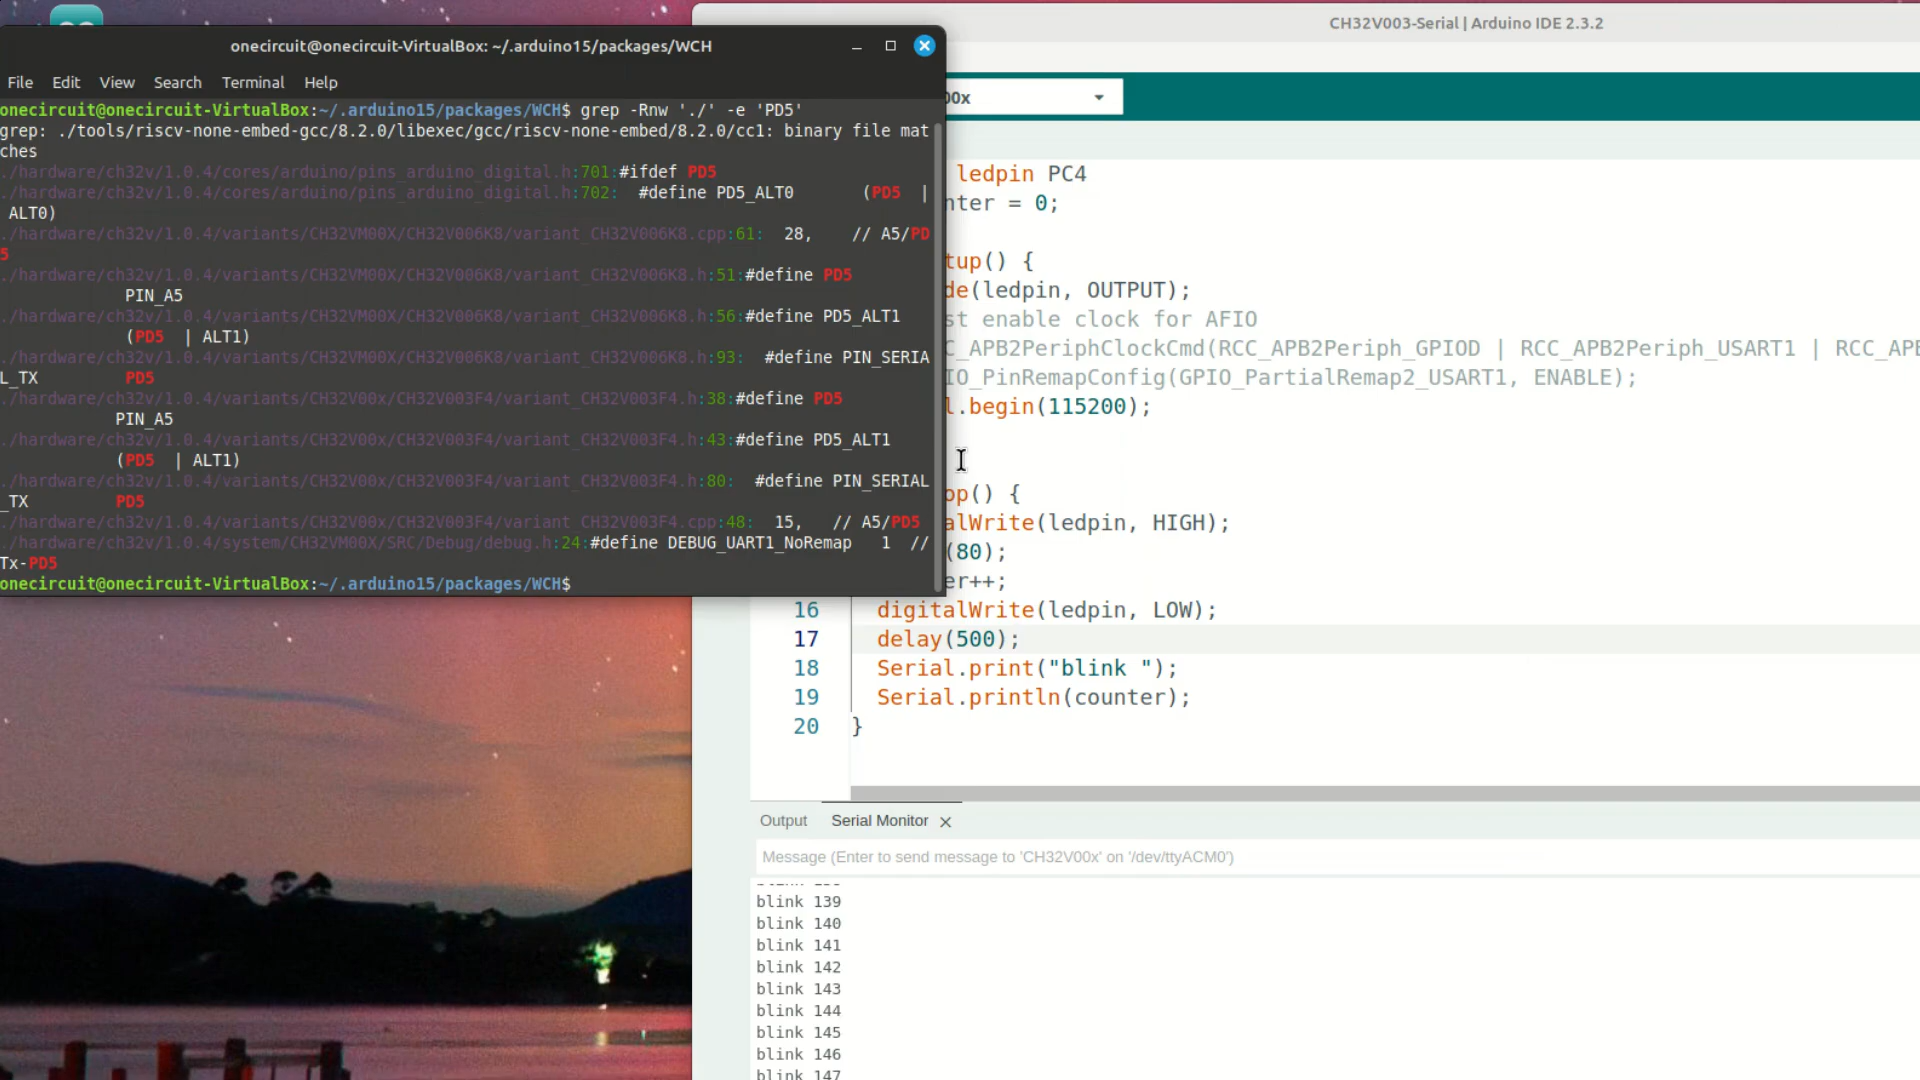 CH32V003-Serial | Arduino IDE 2.3.2
onecircuit@onecircuit-VirtualBox: ~/.arduino15/packages/WCH
File Edit View Search Terminal Help
onecircuit@onecircuit-VirtualBox:~/.arduino15/packages/WCH$ grep -Rnw './' -e 'PD5'
grep: ./tools/riscv-none-embed-gcc/8.2.0/libexec/gcc/riscv-none-embed/8.2.0/cc1: binary file mat
ches
./hardware/ch32v/1.0.4/cores/arduino/pins_arduino_digital.h:701:#ifdef PD5
./hardware/ch32v/1.0.4/cores/arduino/pins_arduino_digital.h:702:  #define PD5_ALT0      (PD5  |
ALT0)
./hardware/ch32v/1.0.4/variants/CH32VM00X/CH32V006K8/variant_CH32V006K8.cpp:61:  28,    // A5/PD
5
./hardware/ch32v/1.0.4/variants/CH32VM00X/CH32V006K8/variant_CH32V006K8.h:51:#define PD5
PIN_A5
./hardware/ch32v/1.0.4/variants/CH32VM00X/CH32V006K8/variant_CH32V006K8.h:56:#define PD5_ALT1
(PD5  | ALT1)
./hardware/ch32v/1.0.4/variants/CH32VM00X/CH32V006K8/variant_CH32V006K8.h:93:  #define PIN_SERIA
L_TX         PD5
./hardware/ch32v/1.0.4/variants/CH32V00x/CH32V003F4/variant_CH32V003F4.h:38:#define PD5
PIN_A5
./hardware/ch32v/1.0.4/variants/CH32V00x/CH32V003F4/variant_CH32V003F4.h:43:#define PD5_ALT1
(PD5  | ALT1)
./hardware/ch32v/1.0.4/variants/CH32V00x/CH32V003F4/variant_CH32V003F4.h:80:  #define PIN_SERIAL
_TX         PD5
./hardware/ch32v/1.0.4/variants/CH32V00x/CH32V003F4/variant_CH32V003F4.cpp:48:  15,   // A5/PD5
./hardware/ch32v/1.0.4/system/CH32VM00X/SRC/Debug/debug.h:24:#define DEBUG_UART1_NoRemap   1  //
Tx-PD5
onecircuit@onecircuit-VirtualBox:~/.arduino15/packages/WCH$
00x
ledpin PC4
nter = 0;
tup() {
de(ledpin, OUTPUT);
st enable clock for AFIO
C_APB2PeriphClockCmd(RCC_APB2Periph_GPIOD | RCC_APB2Periph_USART1 | RCC_APB
IO_PinRemapConfig(GPIO_PartialRemap2_USART1, ENABLE);
l.begin(115200);
op() {
alWrite(ledpin, HIGH);
(80);
er++;
16 digitalWrite(ledpin, LOW);
17 delay(500);
18 Serial.print("blink ");
19 Serial.println(counter);
20 }
Output Serial Monitor
Message (Enter to send message to 'CH32V00x' on '/dev/ttyACM0')
blink 139
blink 140
blink 141
blink 142
blink 143
blink 144
blink 145
blink 146
blink 147